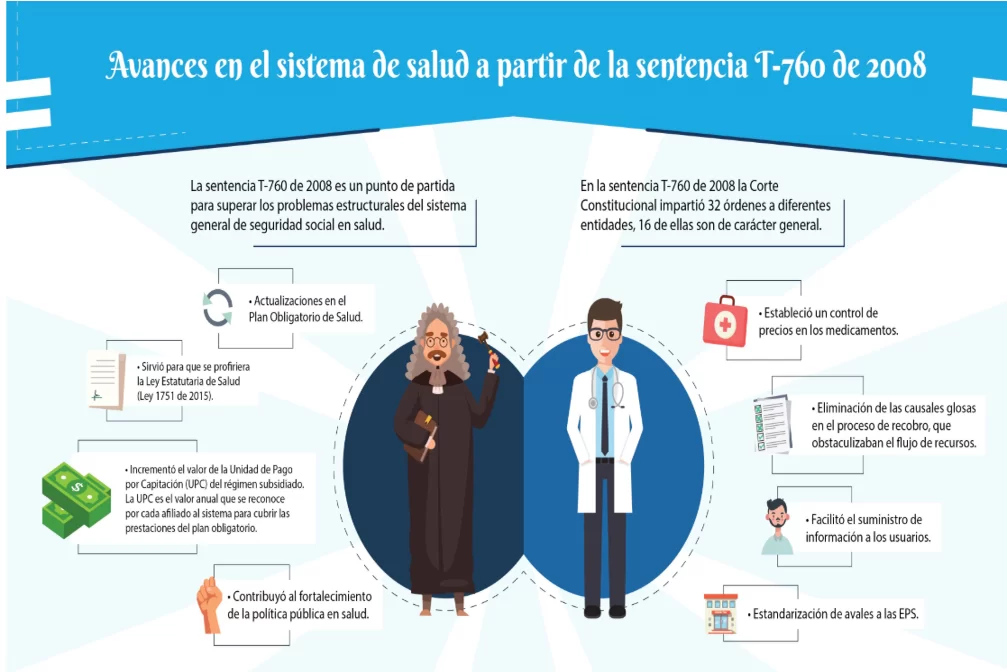 Avances en el sistema de salud a partir de la sentencia T-760 de 2008
La sentencia T-760 de 2008 es un punto de partida
para superar los problemas estructurales del sistema
general de seguridad social en salud.
En la sentencia T-760 de 2008 la Corte
Constitucional impartió 32 órdenes a diferentes
entidades, 16 de ellas son de carácter general.
• Actualizaciones en el
Plan Obligatorio de Salud.
• Sirvió para que se profiriera
la Ley Estatutaria de Salud
(Ley 1751 de 2015).
• Incrementó el valor de la Unidad de Pago
por Capitación (UPC) del régimen subsidiado.
La UPC es el valor anual que se reconoce
por cada afiliado al sistema para cubrir las
prestaciones del plan obligatorio.
• Contribuyó al fortalecimiento
de la política pública en salud.
• Estableció un control de
precios en los medicamentos.
• Eliminación de las causales glosas
en el proceso de recobro, que
obstaculizaban el flujo de recursos.
• Facilitó el suministro de
información a los usuarios.
• Estandarización de avales a las EPS.